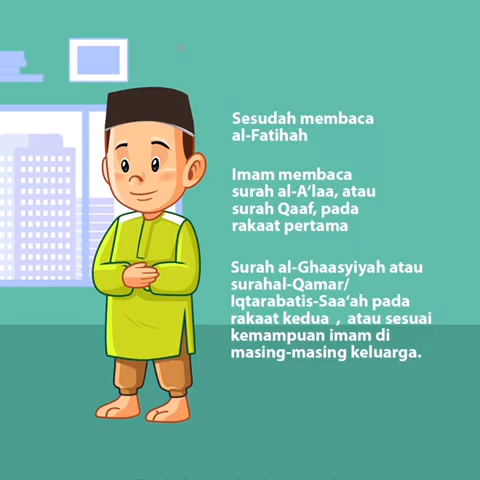 Sesudah membaca
al-Fatihah
Imam membaca
surah al-A‘laa, atau
surah Qaaf, pada
rakaat pertama
Surah al-Ghaasyiyah atau
surahal-Qamar/
Iqtarabatis-Saa‘ah pada
rakaat kedua , atau sesuai
kemampuan imam di
masing-masing keluarga.